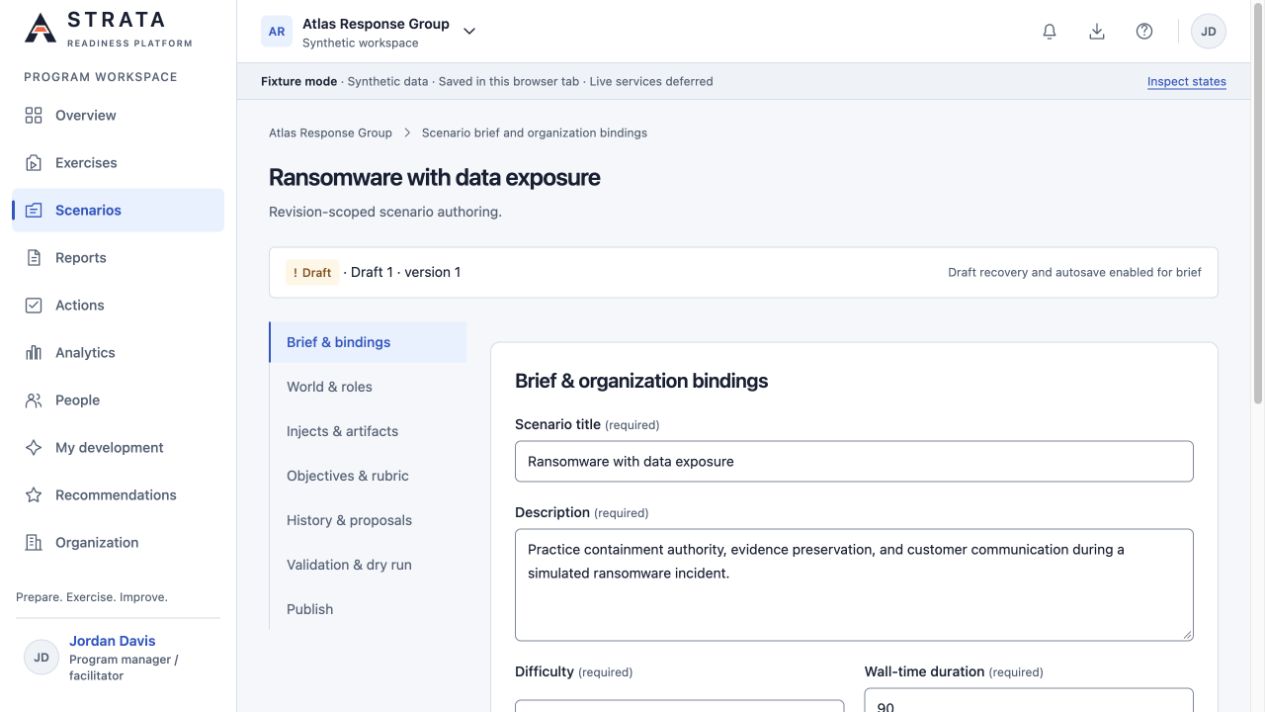 STRATA
READINESS PLATFORM
PROGRAM WORKSPACE
Overview
Exercises
Scenarios
Reports
Actions
Analytics
People
My development
Recommendations
Organization
Prepare. Exercise. Improve.
JD
Jordan Davis
Program manager /
facilitator
AR
Atlas Response Group
Synthetic workspace
JD
Fixture mode · Synthetic data · Saved in this browser tab · Live services deferred
Inspect states
Atlas Response Group > Scenario brief and organization bindings
Ransomware with data exposure
Revision-scoped scenario authoring.
! Draft · Draft 1 · version 1
Draft recovery and autosave enabled for brief
Brief & bindings
World & roles
Injects & artifacts
Objectives & rubric
History & proposals
Validation & dry run
Publish
Brief & organization bindings
Scenario title (required)
Ransomware with data exposure
Description (required)
Practice containment authority, evidence preservation, and customer communication during a
simulated ransomware incident.
Difficulty (required)
Wall-time duration (required)
90